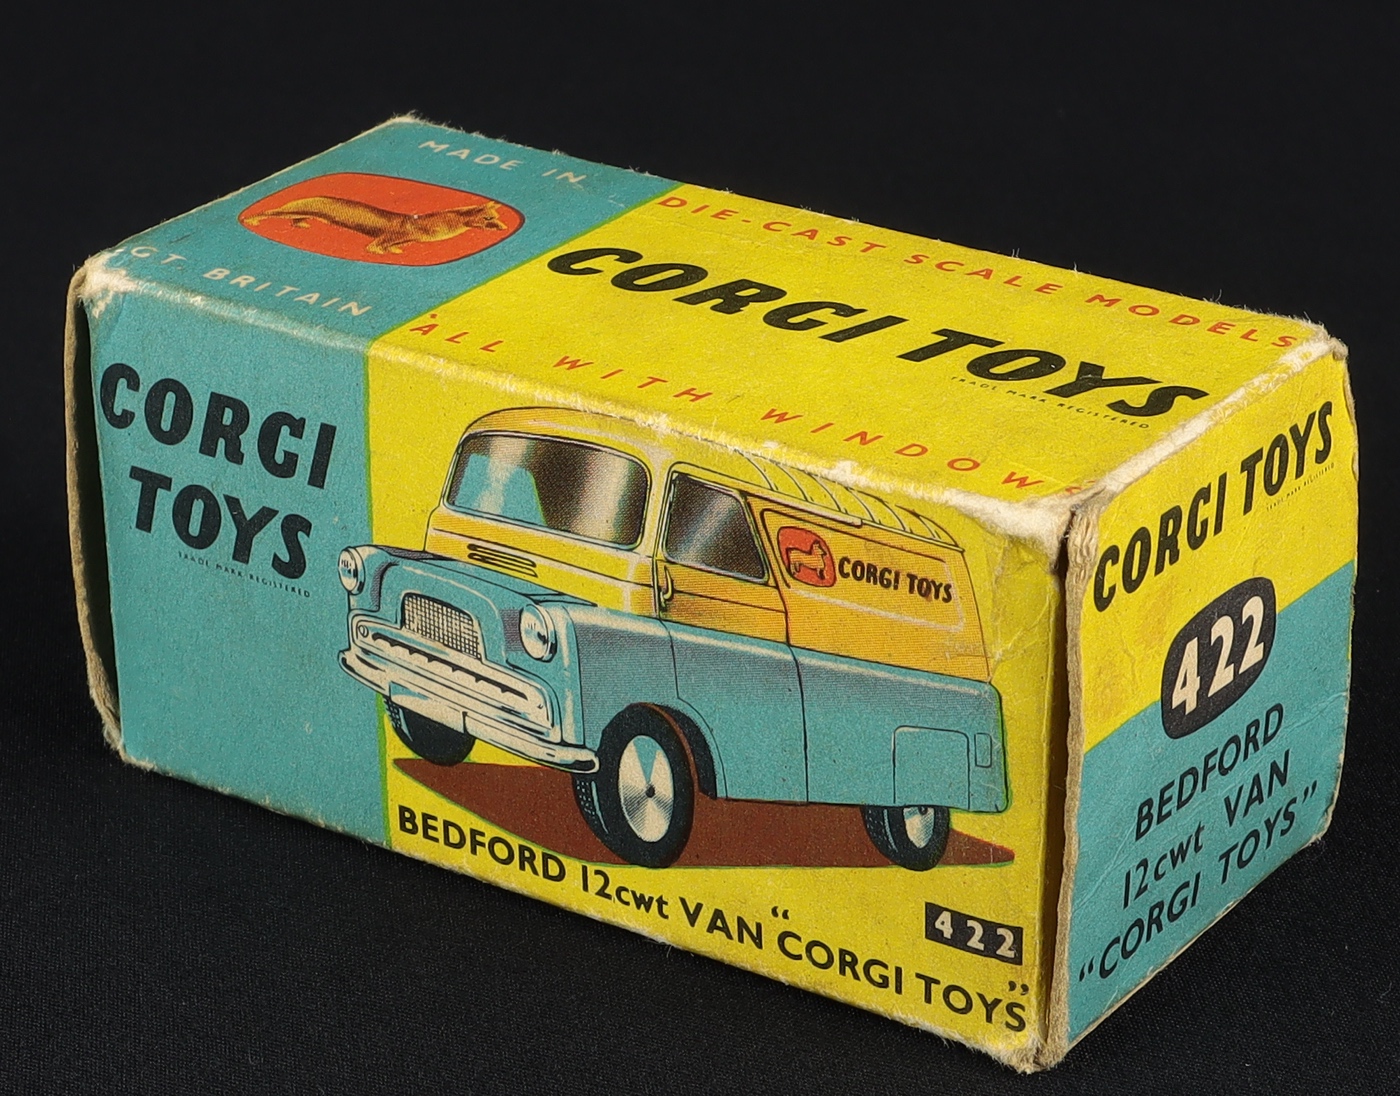 MADE IN
GT. BRITAIN
DIE-CAST SCALE MODELS
CORGI TOYS
TRADE MARK REGISTERED
'ALL WITH WINDOWS'
CORGI
TOYS
TRADE MARK REGISTERED
CORGI TOYS
BEDFORD 12cwt VAN "CORGI TOYS"
422
CORGI TOYS
TRADE MARK REGISTERED
422
BEDFORD
12cwt VAN
"CORGI TOYS"